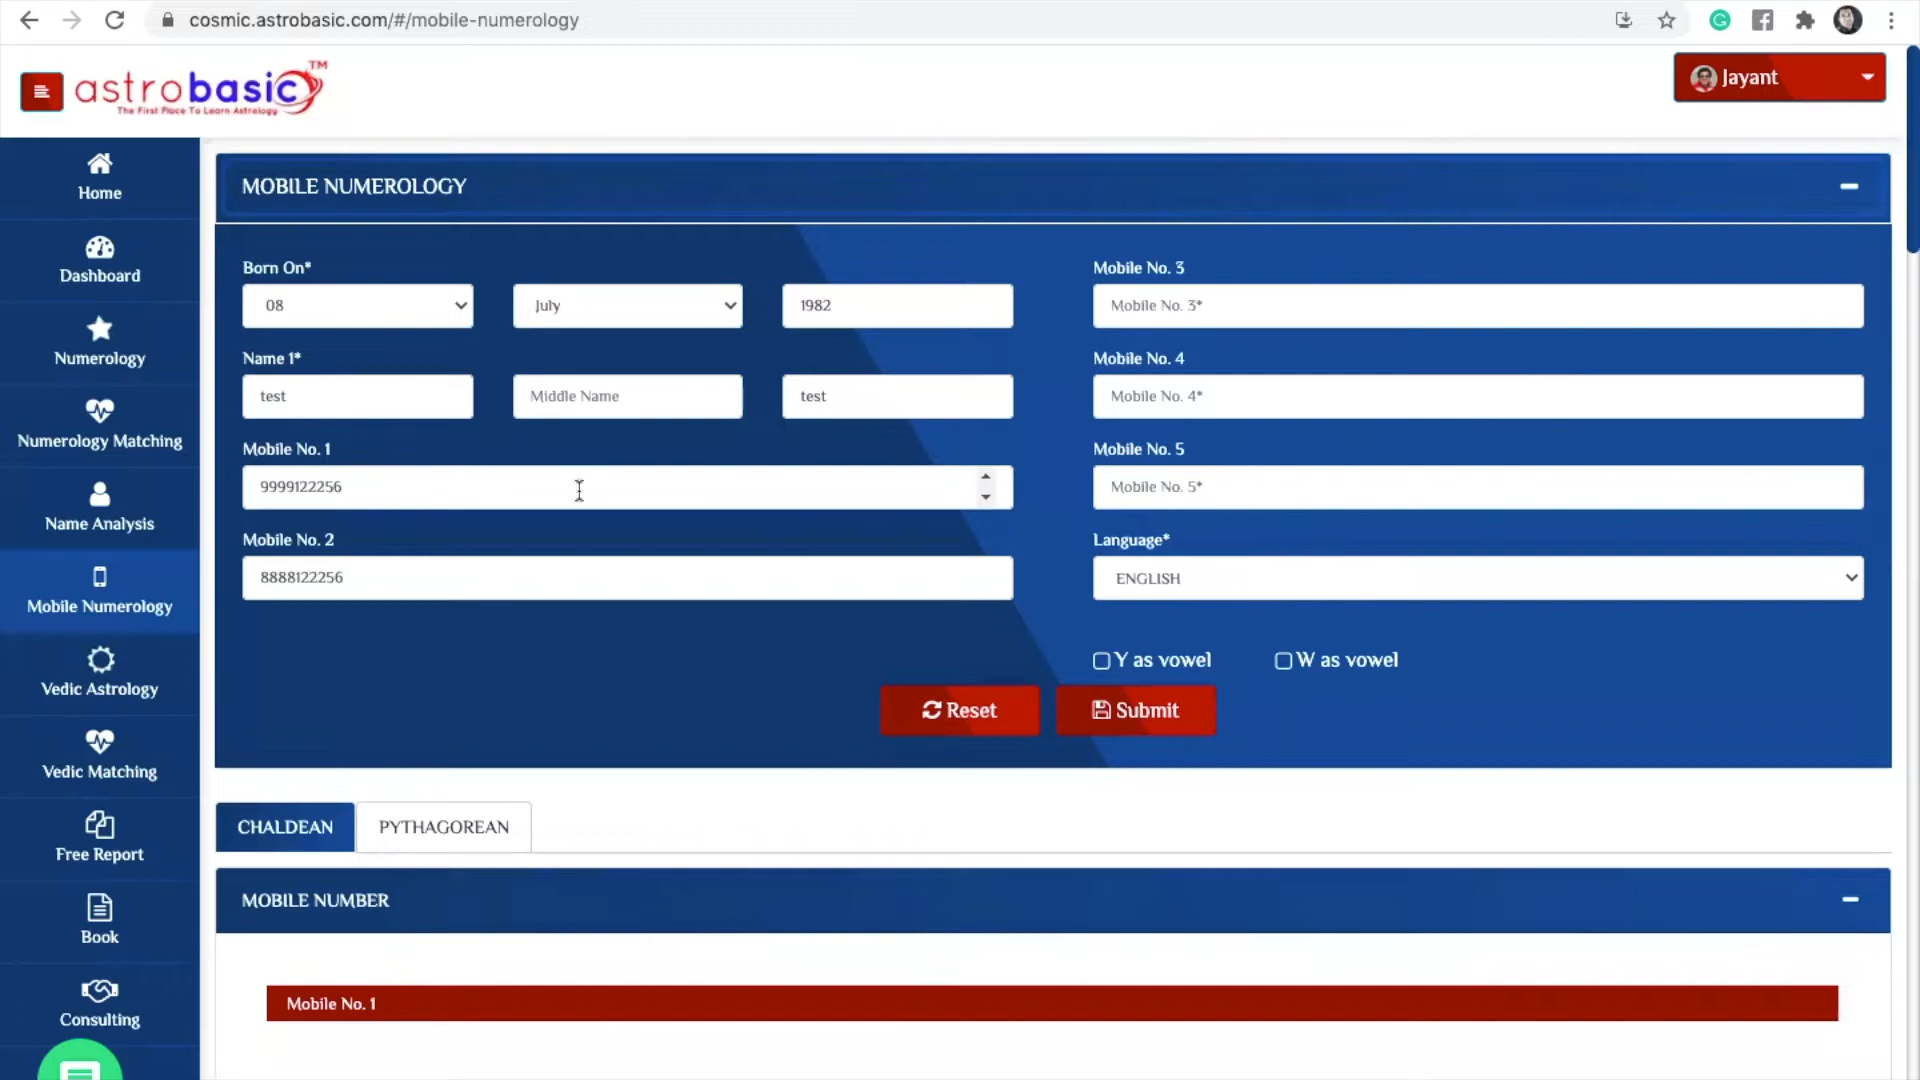 cosmic.astrobasic.com/#/mobile-numerology
astrobasic TM
The First Place To Learn Astrology
Jayant
Home
Dashboard
Numerology
Numerology Matching
Name Analysis
Mobile Numerology
Vedic Astrology
Vedic Matching
Free Report
Book
Consulting
MOBILE NUMEROLOGY
Born On*
08 July 1982
Name 1*
test Middle Name test
Mobile No. 1
9999122256
Mobile No. 2
8888122256
Mobile No. 3
Mobile No. 3*
Mobile No. 4
Mobile No. 4*
Mobile No. 5
Mobile No. 5*
Language*
ENGLISH
Y as vowel W as vowel
Reset Submit
CHALDEAN PYTHAGOREAN
MOBILE NUMBER
Mobile No. 1